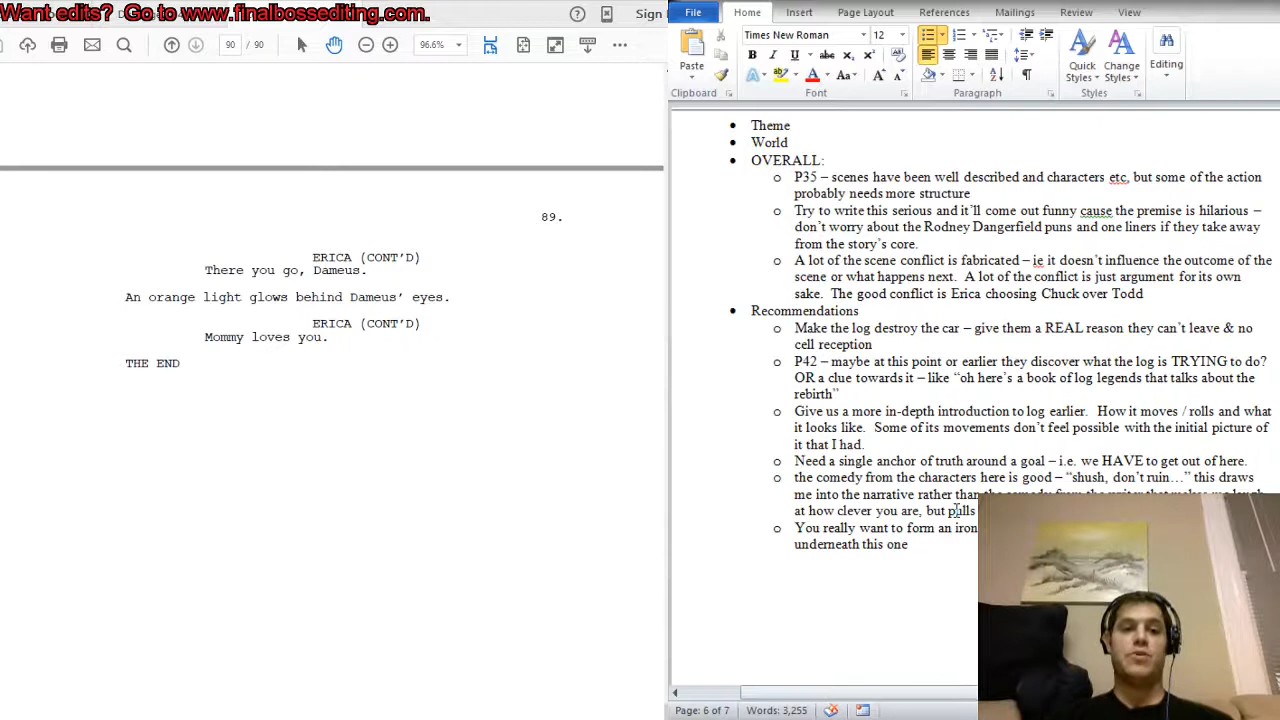 Want edits?  Go to www.finalbossediting.com.
Sign
90 / 90
96.6%
89.
ERICA (CONT'D)
There you go, Dameus.
An orange light glows behind Dameus' eyes.
ERICA (CONT'D)
Mommy loves you.
THE END
File Home Insert Page Layout References Mailings Review View
Paste
Times New Roman 12
B I U abc x₂ x²
A ab A Aa A A
Quick Styles
Change Styles
Editing
Clipboard Font Paragraph Styles
• Theme
• World
• OVERALL:
o P35 – scenes have been well described and characters etc, but some of the action
probably needs more structure
o Try to write this serious and it'll come out funny cause the premise is hilarious –
don't worry about the Rodney Dangerfield puns and one liners if they take away
from the story's core.
o A lot of the scene conflict is fabricated – ie it doesn't influence the outcome of the
scene or what happens next.  A lot of the conflict is just argument for its own
sake.  The good conflict is Erica choosing Chuck over Todd
• Recommendations
o Make the log destroy the car – give them a REAL reason they can't leave & no
cell reception
o P42 – maybe at this point or earlier they discover what the log is TRYING to do?
OR a clue towards it – like “oh here's a book of log legends that talks about the
rebirth”
o Give us a more in-depth introduction to log earlier.  How it moves / rolls and what
it looks like.  Some of its movements don't feel possible with the initial picture of
it that I had.
o Need a single anchor of truth around a goal – i.e. we HAVE to get out of here.
o the comedy from the characters here is good – “shush, don't ruin…” this draws
me into the narrative rather than the comedy from the writer that makes me laugh
at how clever you are, but pulls
o You really want to form an iron
underneath this one
Page: 6 of 7 Words: 3,255